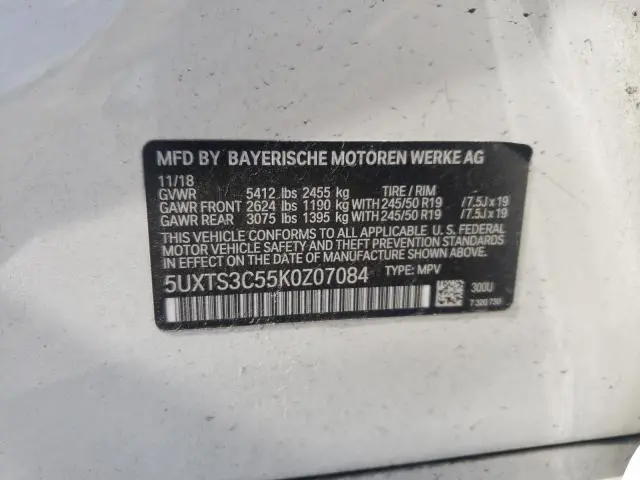 MFD BY BAYERISCHE MOTOREN WERKE AG
11/18
GVWR 5412 lbs 2455 kg TIRE / RIM
GAWR FRONT 2624 lbs 1190 kg WITH 245/50 R19 /7.5J x 19
GAWR REAR 3075 lbs 1395 kg WITH 245/50 R19 /7.5J x 19
THIS VEHICLE CONFORMS TO ALL APPLICABLE U. S. FEDERAL
MOTOR VEHICLE SAFETY AND THEFT PREVENTION STANDARDS
IN EFFECT ON THE DATE OF MANUFACTURE SHOWN ABOVE.
5UXTS3C55K0Z07084 TYPE: MPV
300U
7 320 730